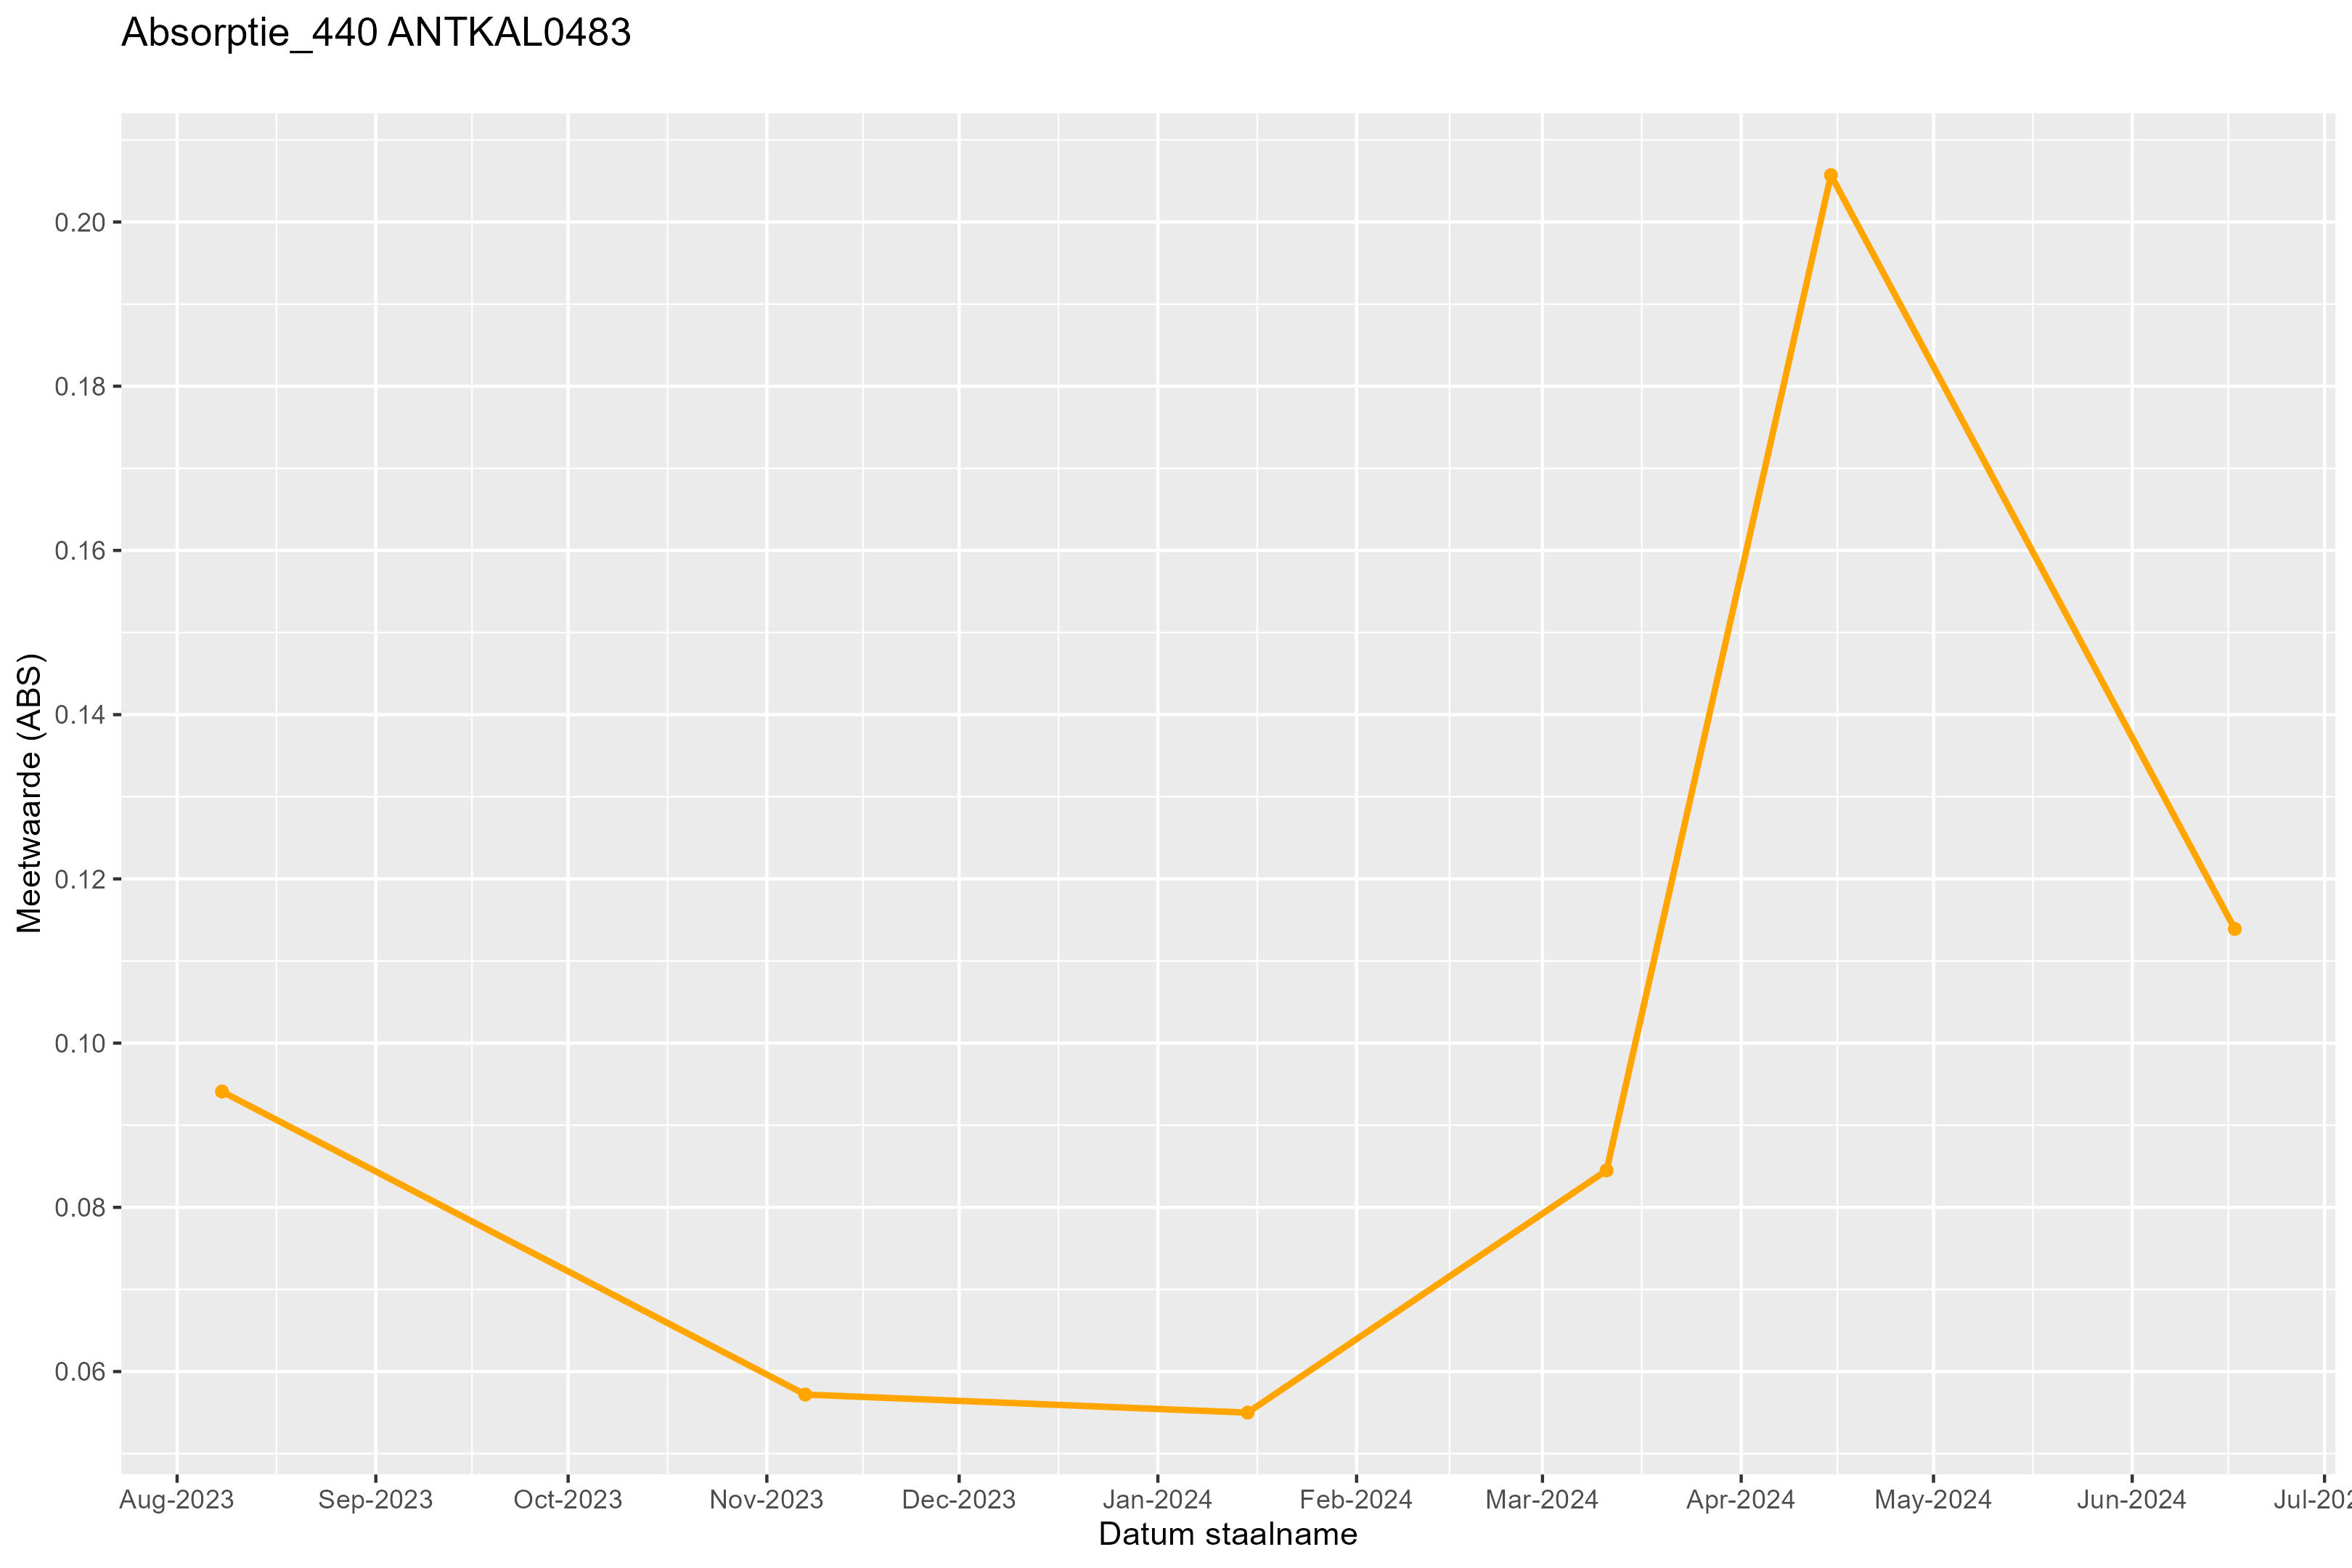 Absorptie_440 ANTKAL0483
Meetwaarde (ABS)
0.20
0.18
0.16
0.14
0.12
0.10
0.08
0.06
Aug-2023 Sep-2023 Oct-2023 Nov-2023 Dec-2023 Jan-2024 Feb-2024 Mar-2024 Apr-2024 May-2024 Jun-2024
Datum staalname